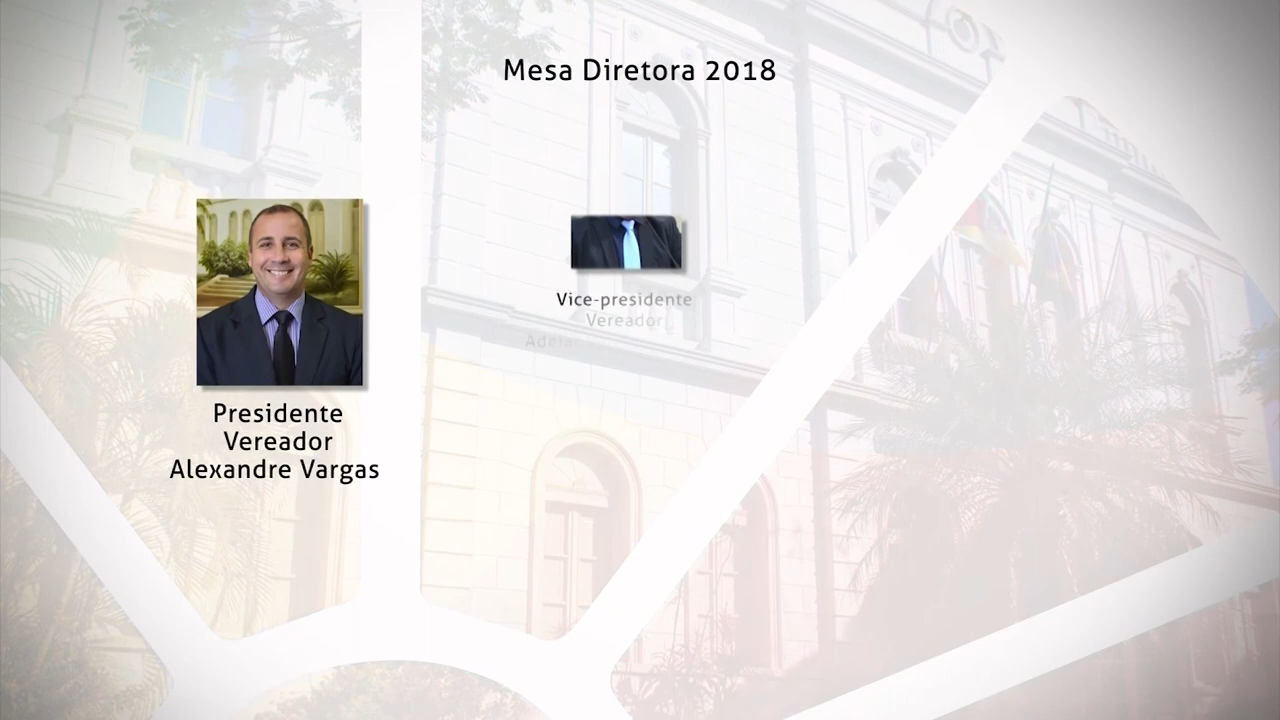 Mesa Diretora 2018
Presidente
Vereador
Alexandre Vargas
Vice-presidente
Vereador